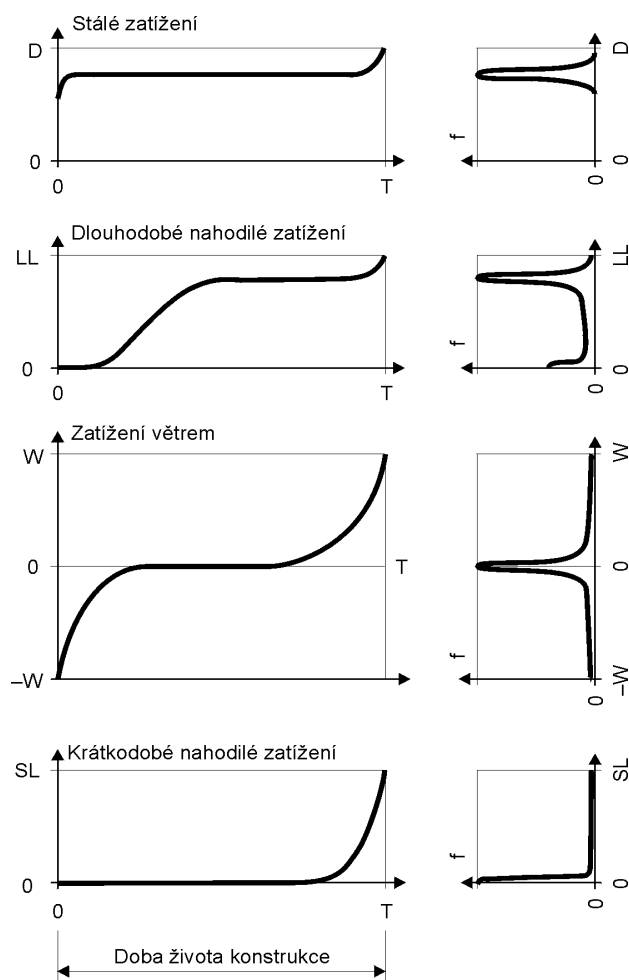 Stálé zatížení
D
0
0
T
f
0
0
D
Dlouhodobé nahodilé zatížení
LL
0
0
T
f
0
0
LL
Zatížení větrem
W
0
T
–W
f
0
–W
0
W
Krátkodobé nahodilé zatížení
SL
0
0
T
f
0
0
SL
Doba života konstrukce